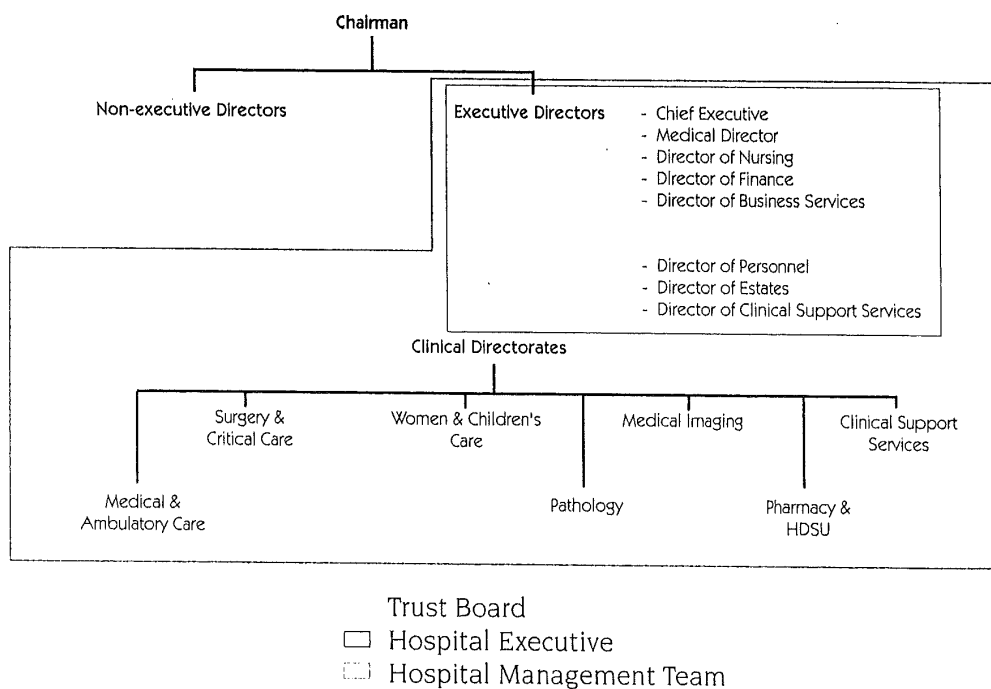 Chairman
Non-executive Directors
Executive Directors
- Chief Executive
- Medical Director
- Director of Nursing
- Director of Finance
- Director of Business Services
- Director of Personnel
- Director of Estates
- Director of Clinical Support Services
Clinical Directorates
Surgery &
Critical Care
Women & Children's
Care
Medical Imaging
Clinical Support
Services
Medical &
Ambulatory Care
Pathology
Pharmacy &
HDSU
Trust Board
Hospital Executive
Hospital Management Team